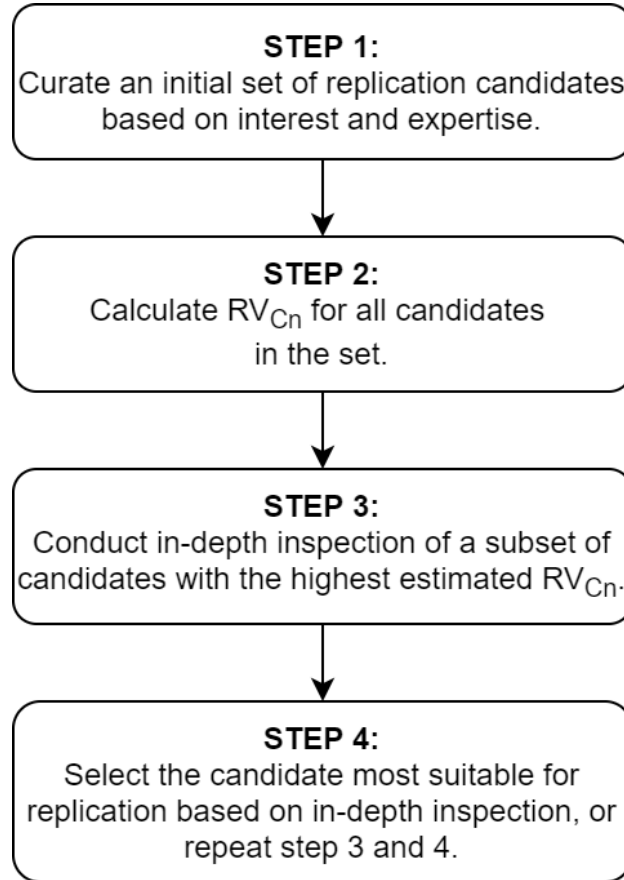 STEP 1:
Curate an initial set of replication candidates
based on interest and expertise.
STEP 2:
Calculate RV_Cn for all candidates
in the set.
STEP 3:
Conduct in-depth inspection of a subset of
candidates with the highest estimated RV_Cn.
STEP 4:
Select the candidate most suitable for
replication based on in-depth inspection, or
repeat step 3 and 4.